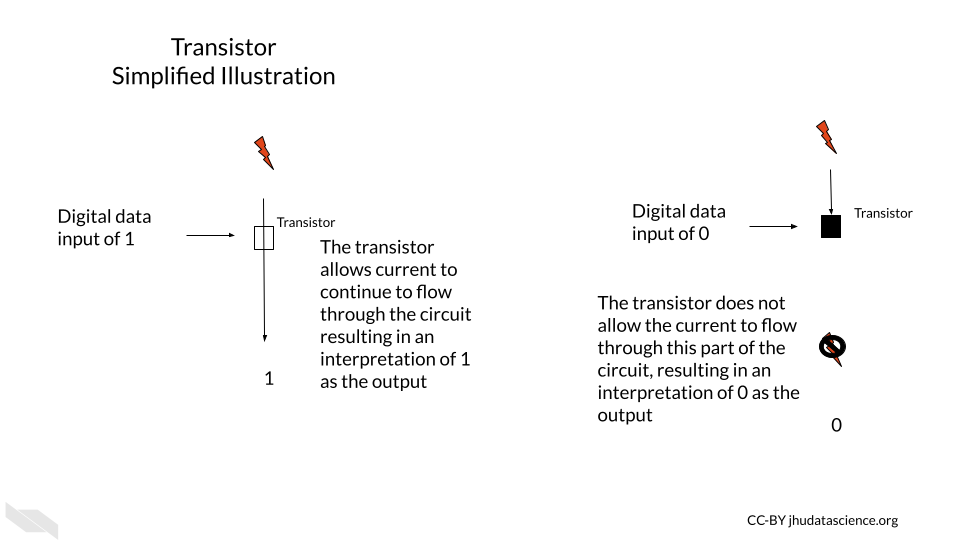 Transistor
Simplified Illustration
Digital data
input of 1
Transistor
The transistor
allows current to
continue to flow
through the circuit
resulting in an
interpretation of 1
as the output
1
Digital data
input of 0
Transistor
The transistor does not
allow the current to flow
through this part of the
circuit, resulting in an
interpretation of 0 as the
output
0
CC-BY jhudatascience.org